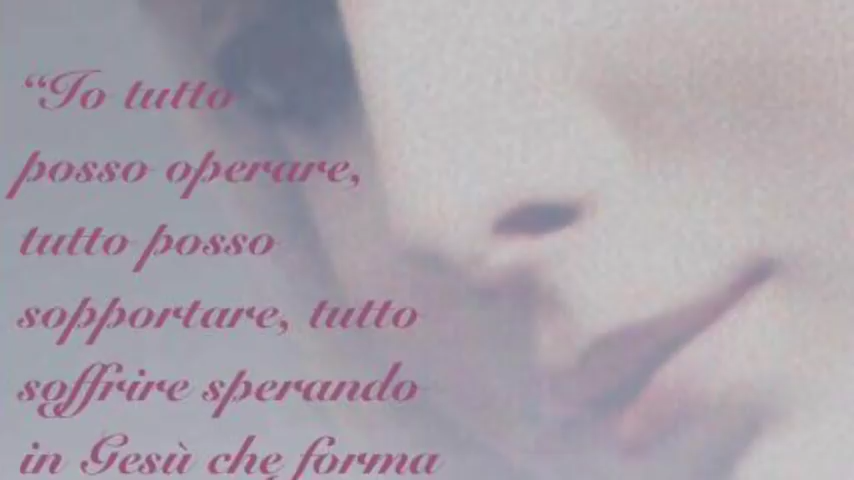 “Io tutto
posso operare,
tutto posso
sopportare, tutto
soffrire sperando
in Gesù che forma